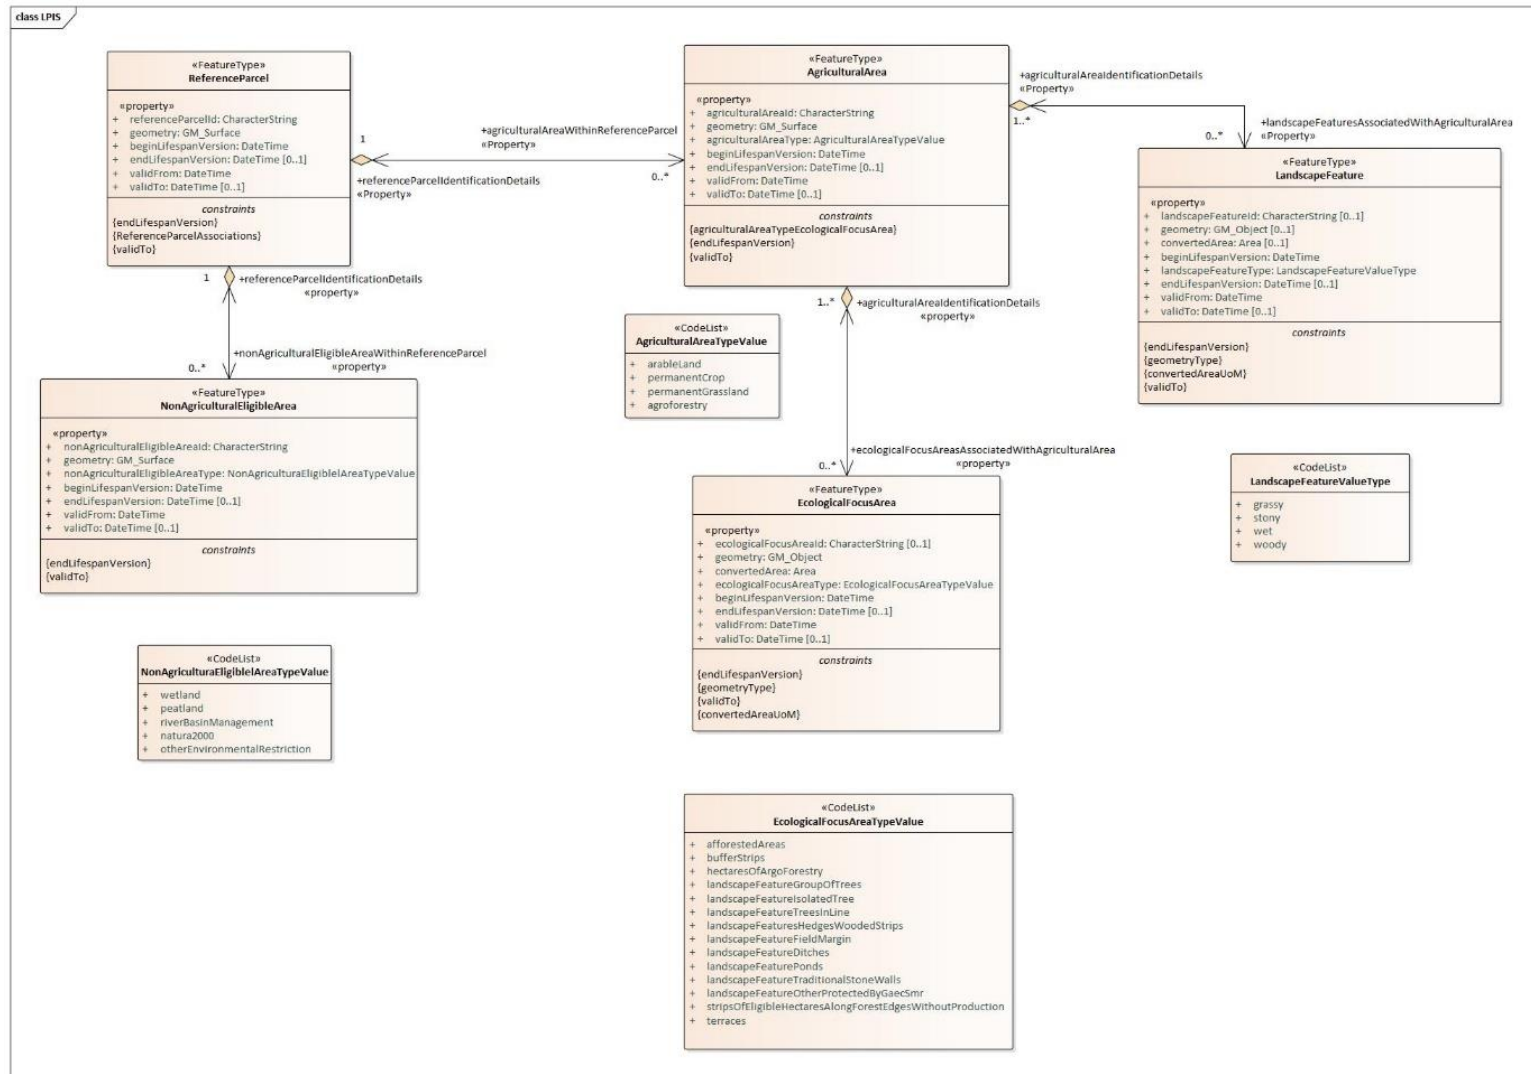 class LPIS
«FeatureType»
ReferenceParcel
«property»
+ referenceParcelId: CharacterString
+ geometry: GM_Surface
+ beginLifespanVersion: DateTime
+ endLifespanVersion: DateTime [0..1]
+ validFrom: DateTime
+ validTo: DateTime [0..1]
constraints
{endLifespanVersion}
{ReferenceParcelAssociations}
{validTo}
1
+agriculturalAreaWithinReferenceParcel
«Property»
+referenceParcelIdentificationDetails
«Property»
0..*
«FeatureType»
AgriculturalArea
«property»
+ agriculturalAreaId: CharacterString
+ geometry: GM_Surface
+ agriculturalAreaType: AgriculturalAreaTypeValue
+ beginLifespanVersion: DateTime
+ endLifespanVersion: DateTime [0..1]
+ validFrom: DateTime
+ validTo: DateTime [0..1]
constraints
{agriculturalAreaTypeEcologicalFocusArea}
{endLifespanVersion}
{validTo}
+agriculturalAreaIdentificationDetails
«Property»
1..*
0..*
+landscapeFeaturesAssociatedWithAgriculturalArea
«Property»
«FeatureType»
LandscapeFeature
«property»
+ landscapeFeatureId: CharacterString [0..1]
+ geometry: GM_Object [0..1]
+ convertedArea: Area [0..1]
+ beginLifespanVersion: DateTime
+ landscapeFeatureType: LandscapeFeatureValueType
+ endLifespanVersion: DateTime [0..1]
+ validFrom: DateTime
+ validTo: DateTime [0..1]
constraints
{endLifespanVersion}
{geometryType}
{convertedAreaUoM}
{validTo}
1
+referenceParcelIdentificationDetails
«property»
+nonAgriculturalEligibleAreaWithinReferenceParcel
«property»
0..*
«FeatureType»
NonAgriculturalEligibleArea
«property»
+ nonAgriculturalEligibleAreaId: CharacterString
+ geometry: GM_Surface
+ nonAgriculturalEligibleAreaType: NonAgriculturaEligiblelAreaTypeValue
+ beginLifespanVersion: DateTime
+ endLifespanVersion: DateTime [0..1]
+ validFrom: DateTime
+ validTo: DateTime [0..1]
constraints
{endLifespanVersion}
{validTo}
«CodeList»
AgriculturalAreaTypeValue
+ arableLand
+ permanentCrop
+ permanentGrassland
+ agroforestry
1..*
+agriculturalAreaIdentificationDetails
«property»
+ecologicalFocusAreasAssociatedWithAgriculturalArea
«property»
0..*
«FeatureType»
EcologicalFocusArea
«property»
+ ecologicalFocusAreaId: CharacterString [0..1]
+ geometry: GM_Object
+ convertedArea: Area
+ ecologicalFocusAreaType: EcologicalFocusAreaTypeValue
+ beginLifespanVersion: DateTime
+ endLifespanVersion: DateTime [0..1]
+ validFrom: DateTime
+ validTo: DateTime [0..1]
constraints
{endLifespanVersion}
{geometryType}
{validTo}
{convertedAreaUoM}
«CodeList»
LandscapeFeatureValueType
+ grassy
+ stony
+ wet
+ woody
«CodeList»
NonAgriculturaEligiblelAreaTypeValue
+ wetland
+ peatland
+ riverBasinManagement
+ natura2000
+ otherEnvironmentalRestriction
«CodeList»
EcologicalFocusAreaTypeValue
+ afforestedAreas
+ bufferStrips
+ hectaresOfArgoForestry
+ landscapeFeatureGroupOfTrees
+ landscapeFeatureIsolatedTree
+ landscapeFeatureTreesInLine
+ landscapeFeaturesHedgesWoodedStrips
+ landscapeFeatureFieldMargin
+ landscapeFeatureDitches
+ landscapeFeaturePonds
+ landscapeFeatureTraditionalStoneWalls
+ landscapeFeatureOtherProtectedByGaecSmr
+ stripsOfEligibleHectaresAlongForestEdgesWithoutProduction
+ terraces